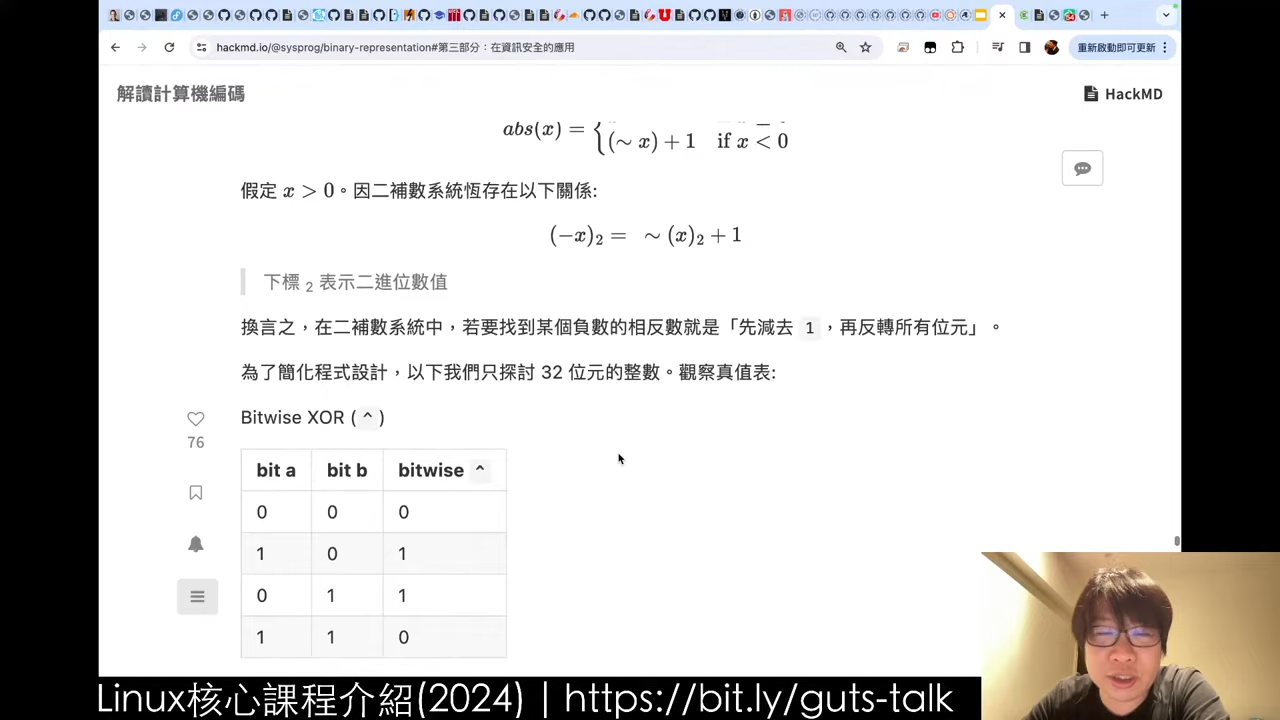 hackmd.io/@sysprog/binary-representation#第三部分：在資訊安全的應用
重新啟動即可更新
解讀計算機編碼
HackMD
abs(x) = {
(∼ x) + 1 if x < 0
假定 x > 0。因二補數系統恆存在以下關係:
(−x)₂ = ∼ (x)₂ + 1
下標 ₂ 表示二進位數值
換言之，在二補數系統中，若要找到某個負數的相反數就是「先減去 1 ，再反轉所有位元」。
為了簡化程式設計，以下我們只探討 32 位元的整數。觀察真值表:
Bitwise XOR ( ^ )
76
bit a bit b bitwise ^
0 0 0
1 0 1
0 1 1
1 1 0
Linux核心課程介紹(2024) | https://bit.ly/guts-talk